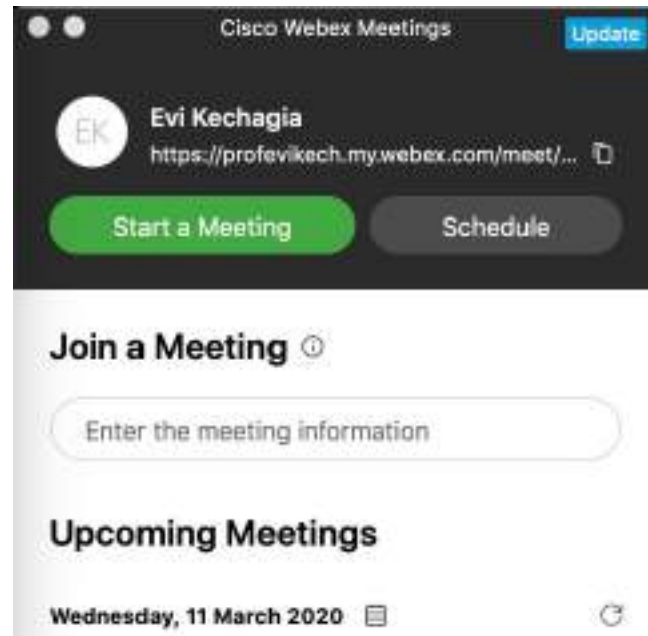 Cisco Webex Meetings
Update
EK
Evi Kechagia
https://profevikech.my.webex.com/meet/...
Start a Meeting
Schedule
Join a Meeting
Enter the meeting information
Upcoming Meetings
Wednesday, 11 March 2020